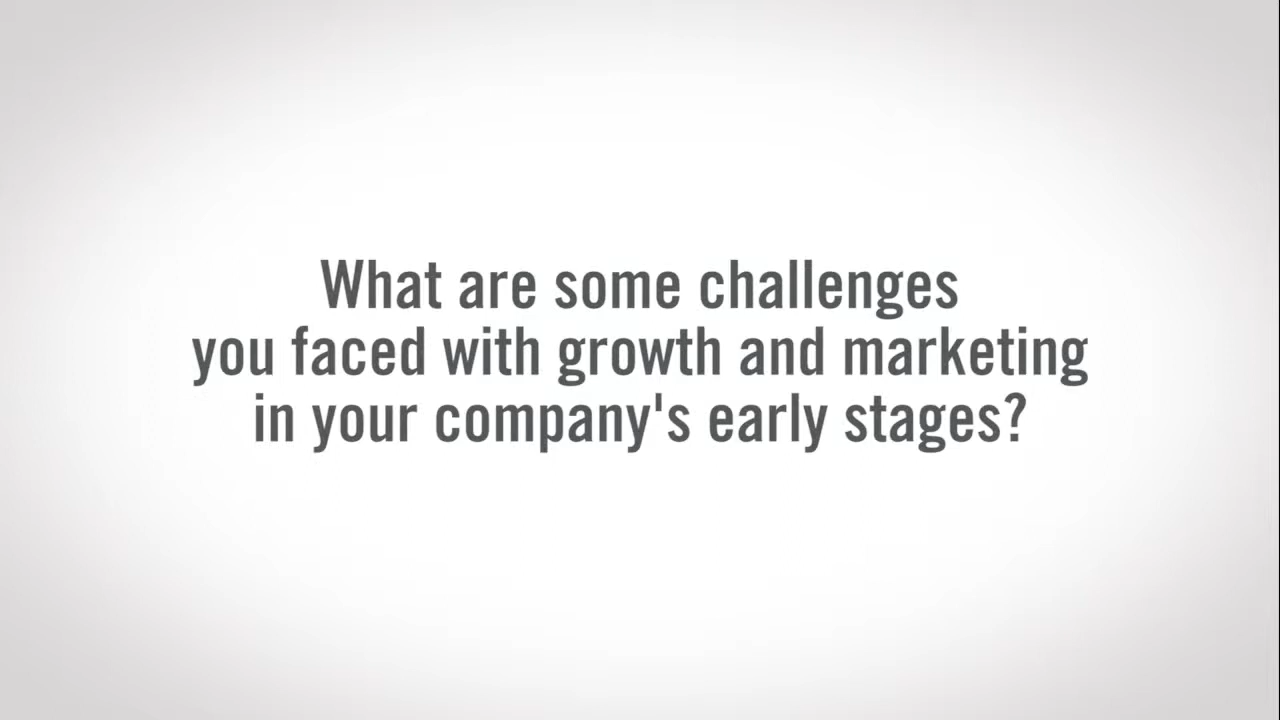 What are some challenges
you faced with growth and marketing
in your company's early stages?